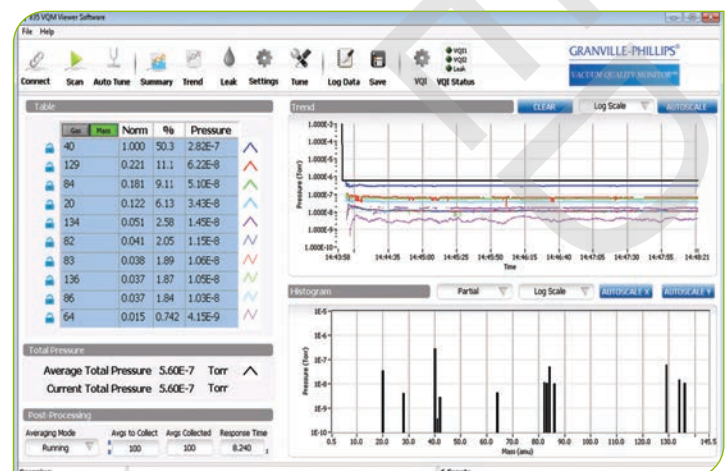 835 VQM Viewer Software
File Help
Connect Scan Auto Tune Summary Trend Leak Settings Tune Log Data Save VQI VQI Status
VQI1
VQI2
Leak
GRANVILLE-PHILLIPS®
VACUUM QUALITY MONITOR™
Table
Gas Mass Norm % Pressure
40 1.000 50.3 2.82E-7
129 0.221 11.1 6.22E-8
84 0.181 9.11 5.10E-8
20 0.122 6.13 3.43E-8
134 0.051 2.58 1.45E-8
82 0.041 2.05 1.15E-8
83 0.038 1.89 1.06E-8
136 0.037 1.87 1.05E-8
86 0.037 1.84 1.03E-8
64 0.015 0.742 4.15E-9
Total Pressure
Average Total Pressure 5.60E-7 Torr
Current Total Pressure 5.60E-7 Torr
Post-Processing
Averaging Mode Avgs to Collect Avgs Collected Response Time
Running 100 100 8.240
Trend CLEAR Log Scale AUTOSCALE
1.000E-3
1.000E-4
1.000E-5
1.000E-6
1.000E-7
1.000E-8
1.000E-9
1.000E-10
Pressure (Torr)
14:43:58 14:44:35 14:45:00 14:45:25 14:45:50 14:46:15 14:46:40 14:47:05 14:47:30 14:47:55 14:48:21
Time
Histogram Partial Log Scale AUTOSCALE X AUTOSCALE Y
1E-5
1E-6
1E-7
1E-8
1E-9
1E-10
Pressure (Torr)
0.5 10.0 20.0 30.0 40.0 50.0 60.0 70.0 80.0 90.0 100.0 110.0 120.0 130.0 145.5
Mass (amu)